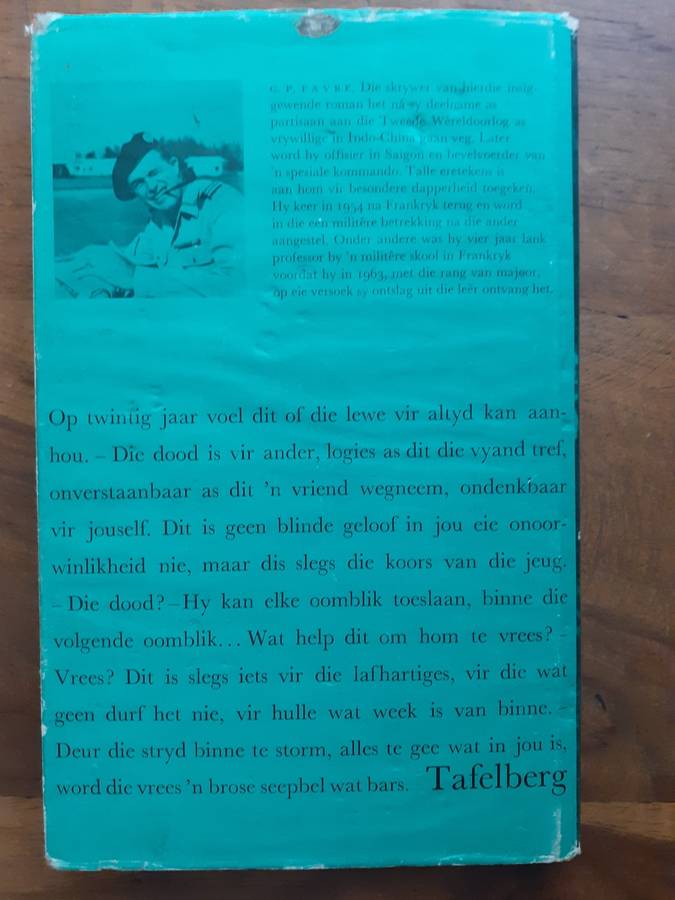 G. P. FAVRE. Die skrywer van hierdie insig-
gewende roman het ná sy deelname as
partisaan aan die Tweede Wêreldoorlog as
vrywillige in Indo-China gaan veg. Later
word hy offisier in Saigon en bevelvoerder van
'n spesiale kommando. Talle eretekens is
aan hom vir besondere dapperheid toegeken.
Hy keer in 1954 na Frankryk terug en word
in die een militêre betrekking na die ander
aangestel. Onder andere was hy vier jaar lank
professor by 'n militêre skool in Frankryk
voordat hy in 1963, met die rang van majoor,
op eie versoek sy ontslag uit die leër ontvang het.
Op twintig jaar voel dit of die lewe vir altyd kan aan-
hou. – Die dood is vir ander, logies as dit die vyand tref,
onverstaanbaar as dit 'n vriend wegneem, ondenkbaar
vir jouself. Dit is geen blinde geloof in jou eie onoor-
winlikheid nie, maar dis slegs die koors van die jeug.
– Die dood? – Hy kan elke oomblik toeslaan, binne die
volgende oomblik... Wat help dit om hom te vrees? –
Vrees? Dit is slegs iets vir die lafhartiges, vir die wat
geen durf het nie, vir hulle wat week is van binne. –
Deur die stryd binne te storm, alles te gee wat in jou is,
word die vrees 'n brose seepbel wat bars. Tafelberg